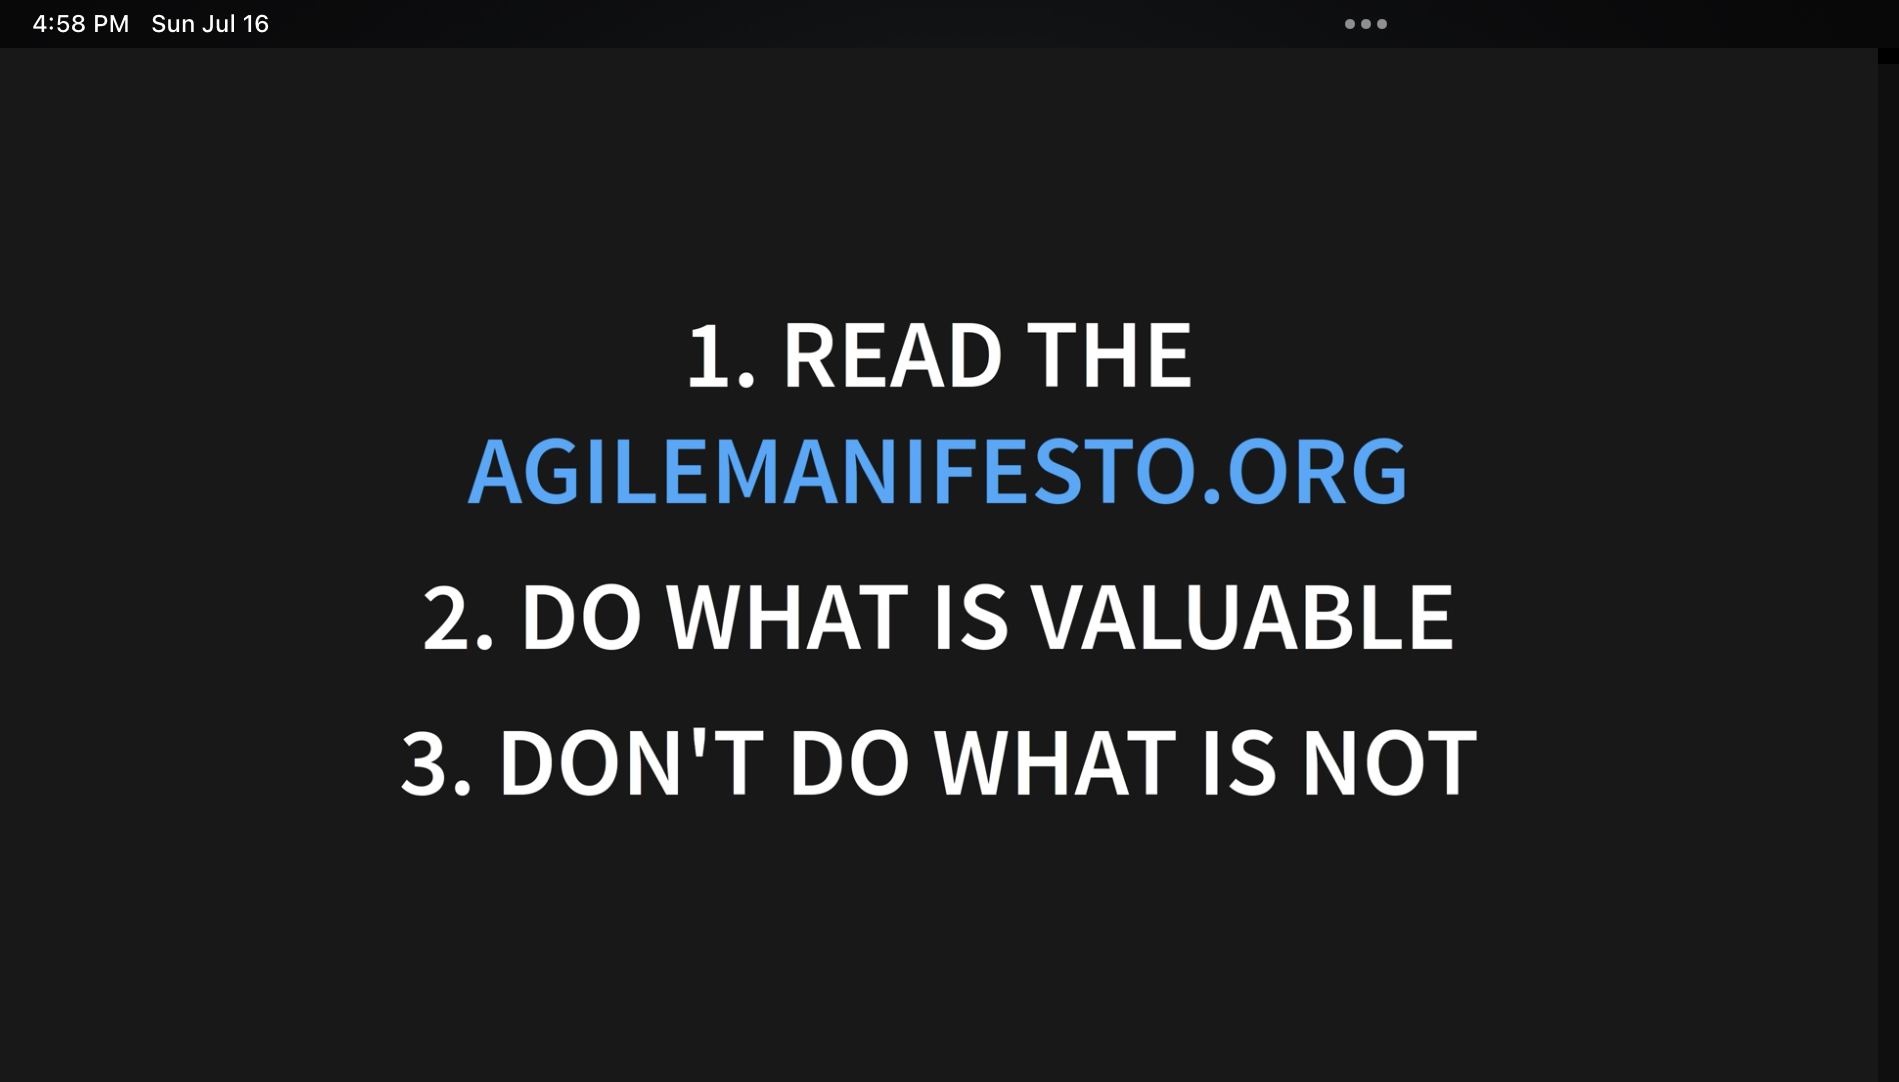 4:58 PM Sun Jul 16
1. READ THE
AGILEMANIFESTO.ORG
2. DO WHAT IS VALUABLE
3. DON'T DO WHAT IS NOT